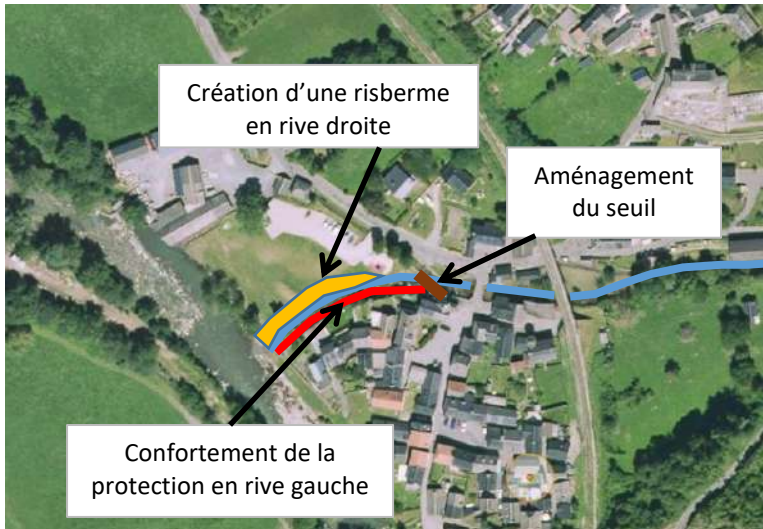 Création d’une risberme
en rive droite
Aménagement
du seuil
Confortement de la
protection en rive gauche